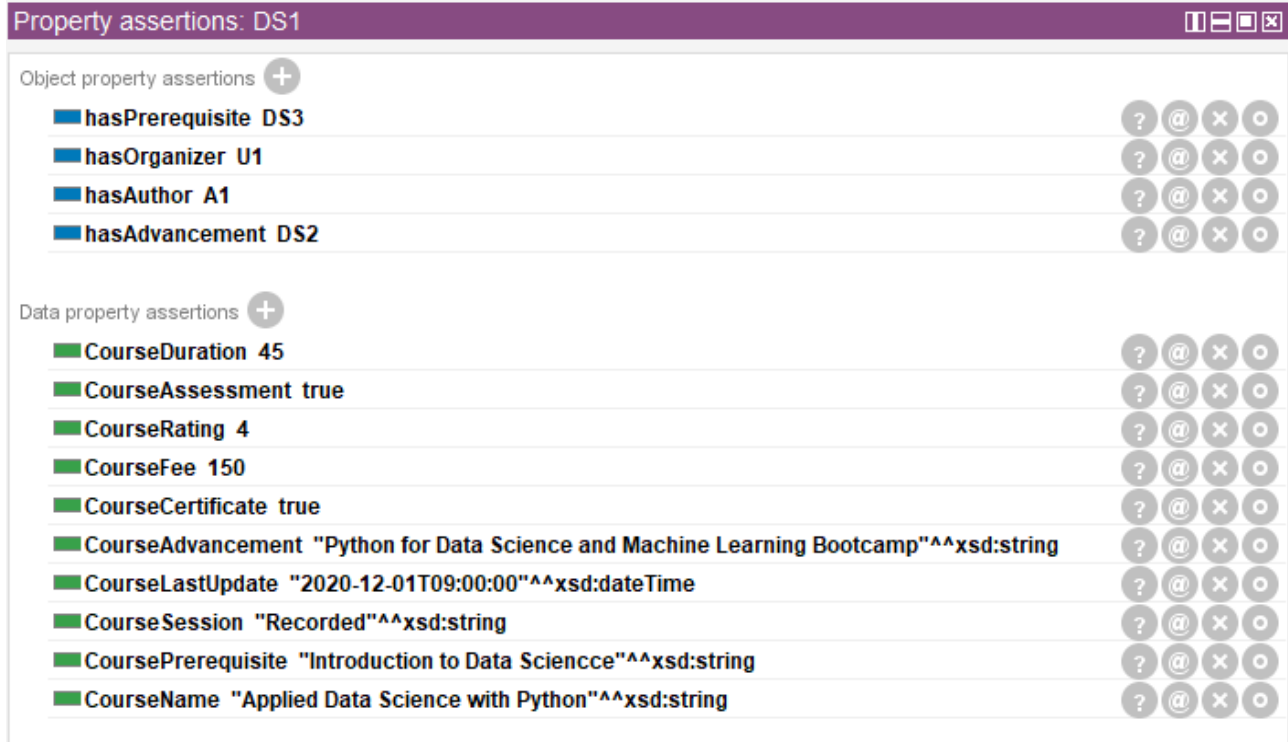 Property assertions: DS1
Object property assertions
hasPrerequisite DS3
hasOrganizer U1
hasAuthor A1
hasAdvancement DS2
Data property assertions
CourseDuration 45
CourseAssessment true
CourseRating 4
CourseFee 150
CourseCertificate true
CourseAdvancement "Python for Data Science and Machine Learning Bootcamp"^^xsd:string
CourseLastUpdate "2020-12-01T09:00:00"^^xsd:dateTime
CourseSession "Recorded"^^xsd:string
CoursePrerequisite "Introduction to Data Sciencce"^^xsd:string
CourseName "Applied Data Science with Python"^^xsd:string